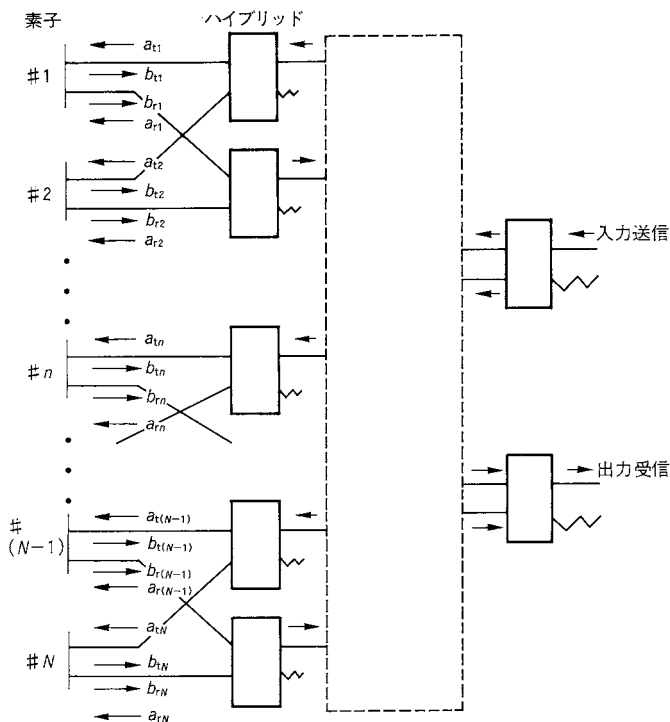 素子
ハイブリッド
#1
a_t1
b_t1
b_r1
a_r1
#2
a_t2
b_t2
b_r2
a_r2
入力送信
#n
a_tn
b_tn
b_rn
a_rn
出力受信
#
(N-1)
a_t(N-1)
b_t(N-1)
b_r(N-1)
a_r(N-1)
#N
a_tN
b_tN
b_rN
a_rN